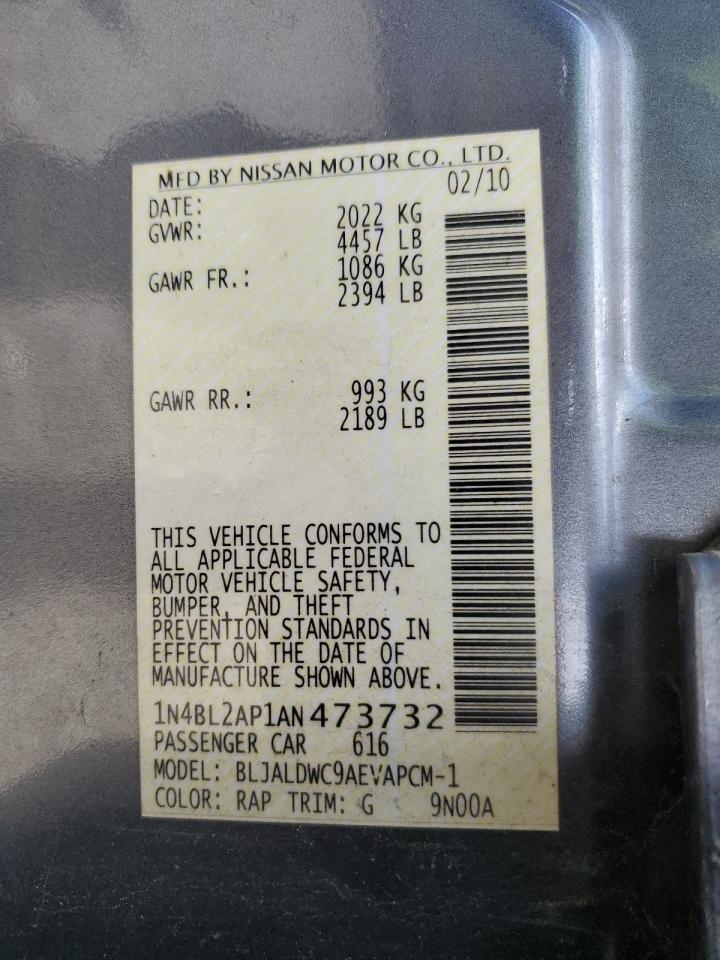 MFD BY NISSAN MOTOR CO., LTD.
DATE: 02/10
GVWR: 2022 KG
4457 LB
GAWR FR.: 1086 KG
2394 LB
GAWR RR.: 993 KG
2189 LB
THIS VEHICLE CONFORMS TO
ALL APPLICABLE FEDERAL
MOTOR VEHICLE SAFETY,
BUMPER, AND THEFT
PREVENTION STANDARDS IN
EFFECT ON THE DATE OF
MANUFACTURE SHOWN ABOVE.
1N4BL2AP1AN473732
PASSENGER CAR 616
MODEL: BLJALDWC9AEVAPCM-1
COLOR: RAP TRIM: G 9N00A